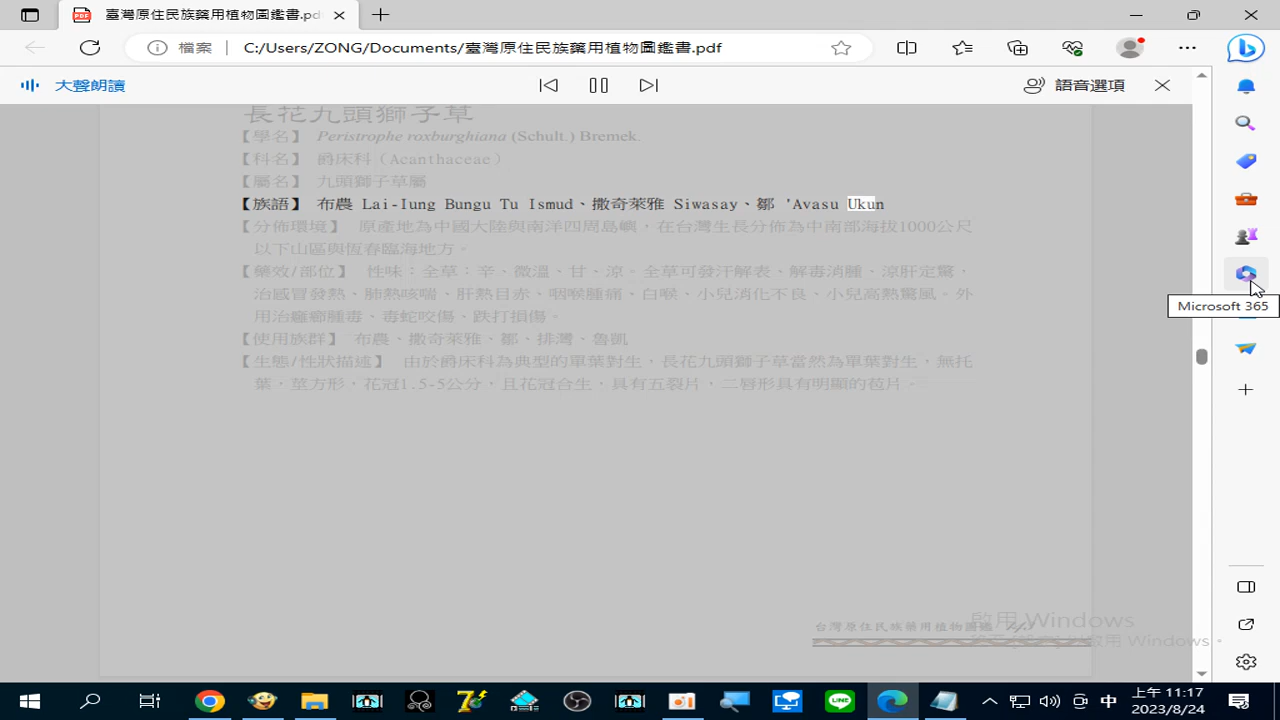 臺灣原住民族藥用植物圖鑑書.pdf
檔案
C:/Users/ZONG/Documents/臺灣原住民族藥用植物圖鑑書.pdf
大聲朗讀
語音選項
長花九頭獅子草
【學名】 Peristrophe roxburghiana (Schult.) Bremek.
【科名】 爵床科（Acanthaceae）
【屬名】 九頭獅子草屬
【族語】 布農 Lai-Iung Bungu Tu Ismud、撒奇萊雅 Siwasay、鄒 'Avasu Ukun
【分佈環境】 原產地為中國大陸與南洋四周島嶼，在台灣生長分佈為中南部海拔1000公尺
以下山區與恆春臨海地方。
【藥效/部位】 性味：全草：辛、微溫、甘、涼。全草可發汗解表、解毒消腫、涼肝定驚，
治感冒發熱、肺熱咳喘、肝熱目赤、咽喉腫痛、白喉、小兒消化不良、小兒高熱驚風。外
用治癰癤腫毒、毒蛇咬傷、跌打損傷。
【使用族群】 布農、撒奇萊雅、鄒、排灣、魯凱
【生態/性狀描述】 由於爵床科為典型的單葉對生，長花九頭獅子草當然為單葉對生，無托
葉，莖方形，花冠1.5-5公分，且花冠合生，具有五裂片，二唇形具有明顯的苞片。
Microsoft 365
台灣原住民族藥用植物圖鑑
啟用 Windows
中
上午 11:17
2023/8/24